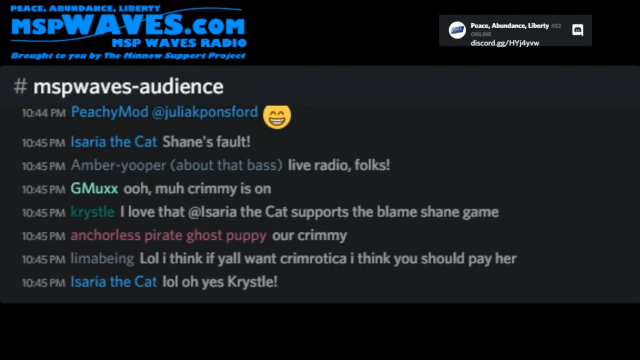 PEACE, ABUNDANCE, LIBERTY
MSPWAVES.COM
MSP WAVES RADIO
Brought to you by The Minnow Support Project
Peace, Abundance, Liberty 452
ONLINE
discord.gg/HYj4yvw
# mspwaves-audience
10:44 PM PeachyMod @juliakponsford
10:45 PM Isaria the Cat Shane's fault!
10:45 PM Amber-yooper (about that bass) live radio, folks!
10:45 PM GMuxx ooh, muh crimmy is on
10:45 PM krystle I love that @Isaria the Cat supports the blame shane game
10:45 PM anchorless pirate ghost puppy our crimmy
10:45 PM limabeing Lol i think if yall want crimrotica i think you should pay her
10:45 PM Isaria the Cat lol oh yes Krystle!